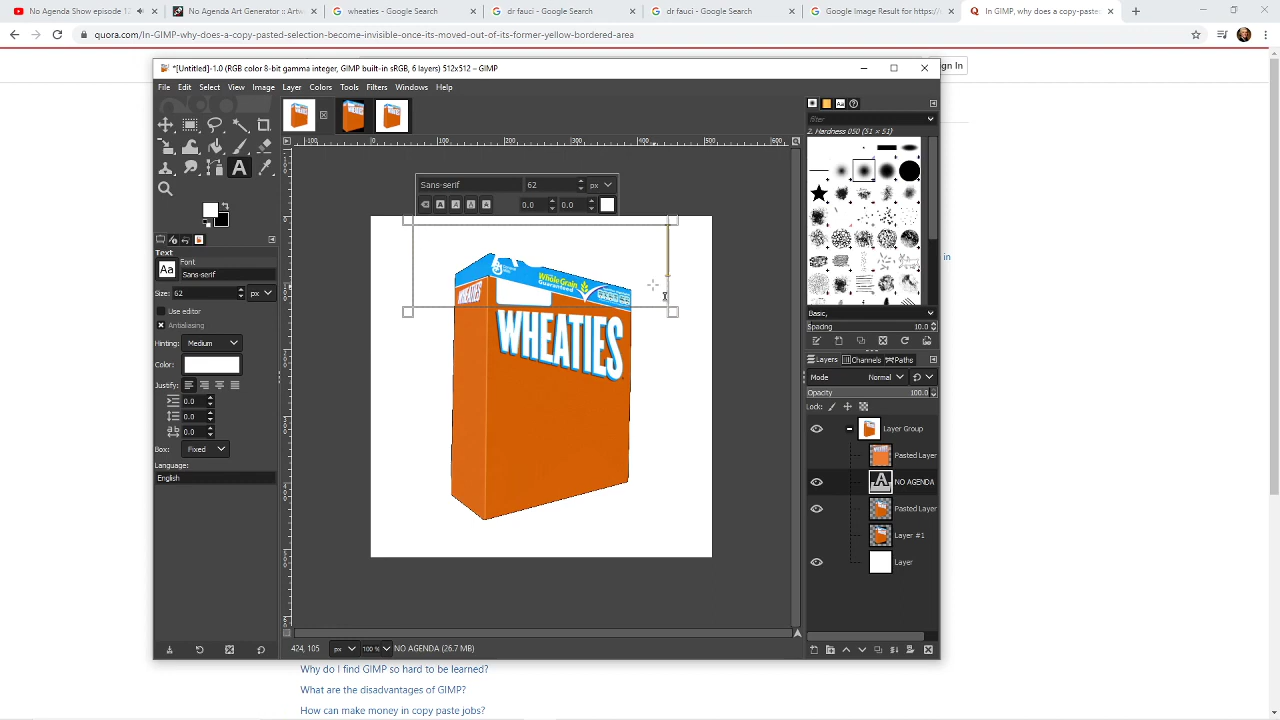 No Agenda Show episode 1:
No Agenda Art Generator :: Artwo
wheaties - Google Search
dr fauci - Google Search
dr fauci - Google Search
Google Image Result for https://
In GIMP, why does a copy-pastec
quora.com/In-GIMP-why-does-a-copy-pasted-selection-become-invisible-once-its-moved-out-of-its-former-yellow-bordered-area
gn In
*[Untitled]-1.0 (RGB color 8-bit gamma integer, GIMP built-in sRGB, 6 layers) 512x512 – GIMP
File Edit Select View Image Layer Colors Tools Filters Windows Help
filter
2. Hardness 050 (51 × 51)
Sans-serif 62 px
0.0 0.0
Text
Font
Aa Sans-serif
Size: 62 px
Use editor
Antialiasing
Hinting: Medium
Color:
Justify:
0.0
0.0
0.0
Box: Fixed
Language:
English
Whole Grain
Guaranteed
WHEATIES
WHEATIES
in
Basic,
Spacing 10.0
Layers Channels Paths
Mode Normal
Opacity 100.0
Lock:
Layer Group
Pasted Layer
NO AGENDA
Pasted Layer
Layer #1
Layer
424, 105 px 100 % NO AGENDA (26.7 MB)
Why do I find GIMP so hard to be learned?
What are the disadvantages of GIMP?
How can make money in copy paste jobs?